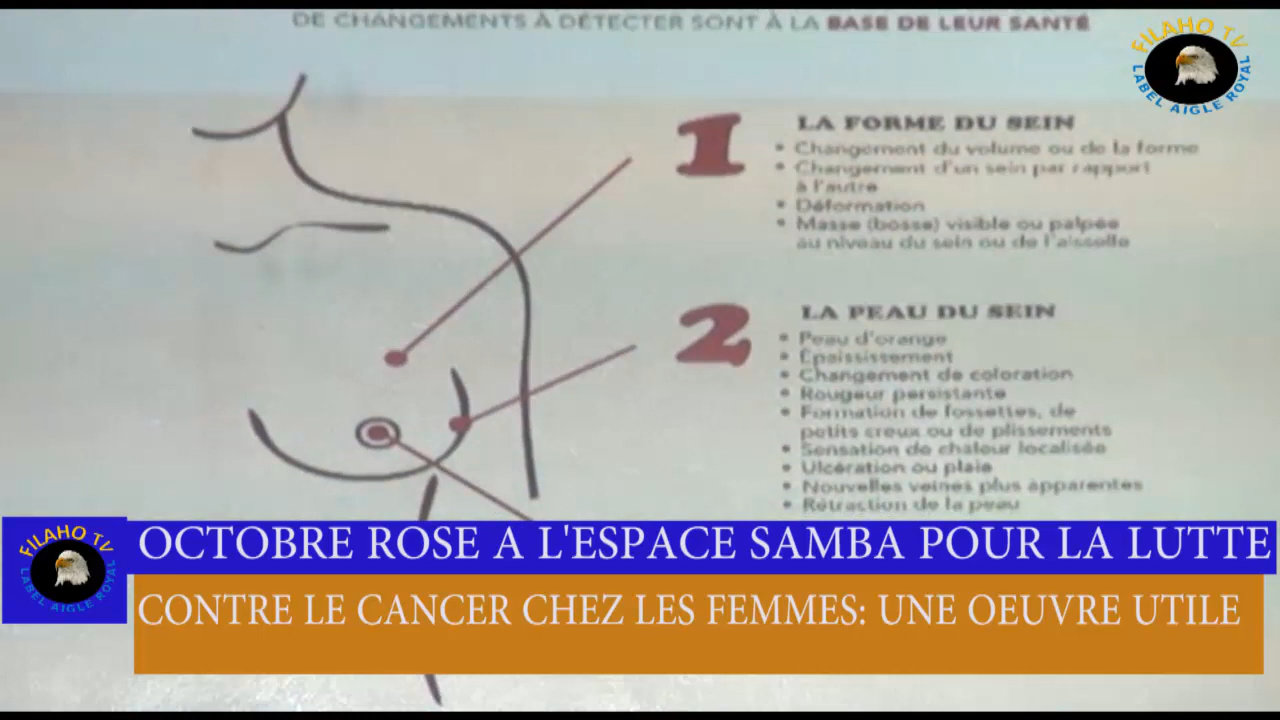 DE CHANGEMENTS À DÉTECTER SONT À LA BASE DE LEUR SANTÉ
FILAHO TV
LABEL AIGLE ROYAL
1
LA FORME DU SEIN
• Changement du volume ou de la forme
• Changement d'un sein par rapport
à l'autre
• Déformation
• Masse (bosse) visible ou palpée
au niveau du sein ou de l'aisselle
2
LA PEAU DU SEIN
• Peau d'orange
• Épaississement
• Changement de coloration
• Rougeur persistante
• Formation de fossettes, de
petits creux ou de plissements
• Sensation de chaleur localisée
• Ulcération ou plaie
• Nouvelles veines plus apparentes
• Rétraction de la peau
FILAHO TV
LABEL AIGLE ROYAL
OCTOBRE ROSE A L'ESPACE SAMBA POUR LA LUTTE
CONTRE LE CANCER CHEZ LES FEMMES: UNE OEUVRE UTILE